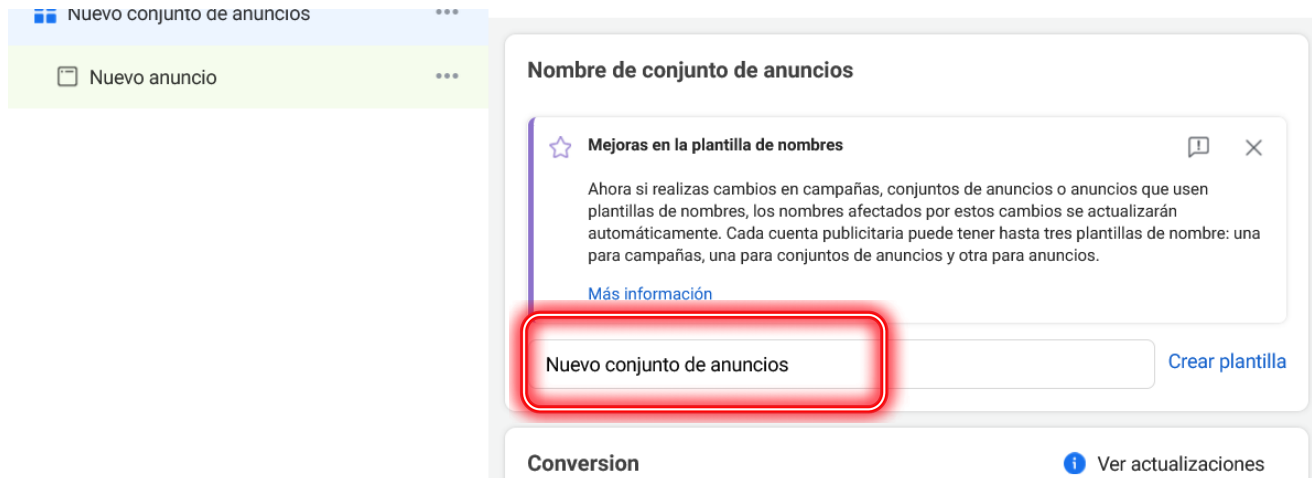 Nuevo conjunto de anuncios
Nuevo anuncio
Nombre de conjunto de anuncios
Mejoras en la plantilla de nombres
Ahora si realizas cambios en campañas, conjuntos de anuncios o anuncios que usen
plantillas de nombres, los nombres afectados por estos cambios se actualizarán
automáticamente. Cada cuenta publicitaria puede tener hasta tres plantillas de nombre: una
para campañas, una para conjuntos de anuncios y otra para anuncios.
Más información
Nuevo conjunto de anuncios
Crear plantilla
Conversion
Ver actualizaciones